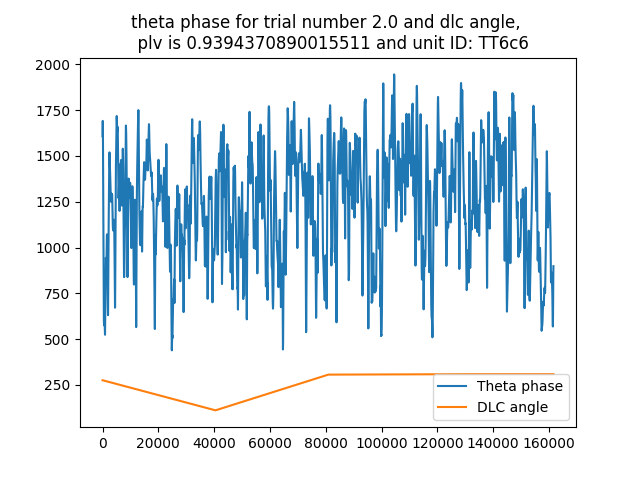 theta phase for trial number 2.0 and dlc angle,
plv is 0.9394370890015511 and unit ID: TT6c6
2000
1750
1500
1250
1000
750
500
250
Theta phase
DLC angle
0 20000 40000 60000 80000 100000 120000 140000 160000